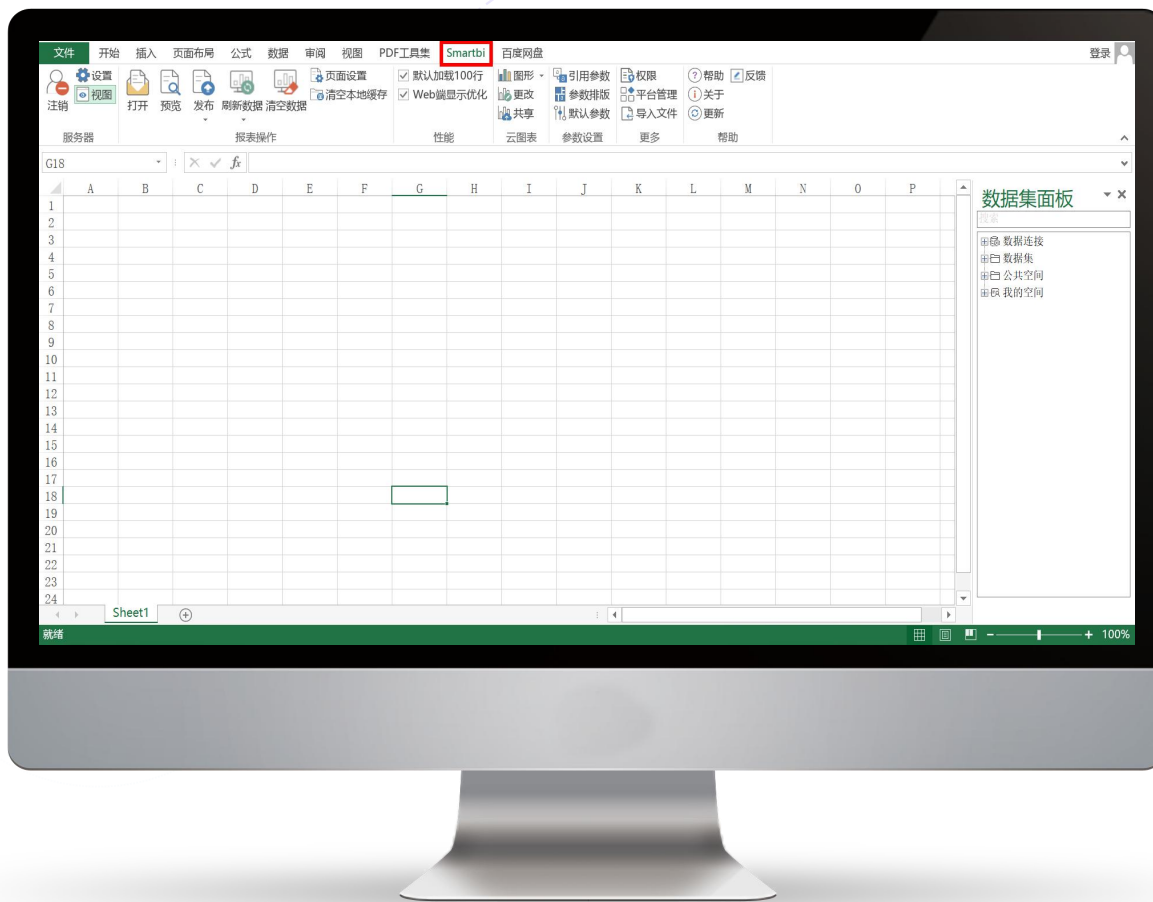 文件 开始 插入 页面布局 公式 数据 审阅 视图 PDF工具集 Smartbi 百度网盘 登录
设置 页面设置 默认加载100行 图形 引用参数 权限 帮助 反馈
视图 清空本地缓存 Web端显示优化 更改 参数排版 平台管理 关于
注销 打开 预览 发布 刷新数据 清空数据 共享 默认参数 导入文件 更新
服务器 报表操作 性能 云图表 参数设置 更多 帮助
G18 fx
A B C D E F G H I J K L M N O P
数据集面板
搜索
1
2
3 数据连接
4 数据集
5 公共空间
6 我的空间
7
8
9
10
11
12
13
14
15
16
17
18
19
20
21
22
23
24
Sheet1
就绪 100%